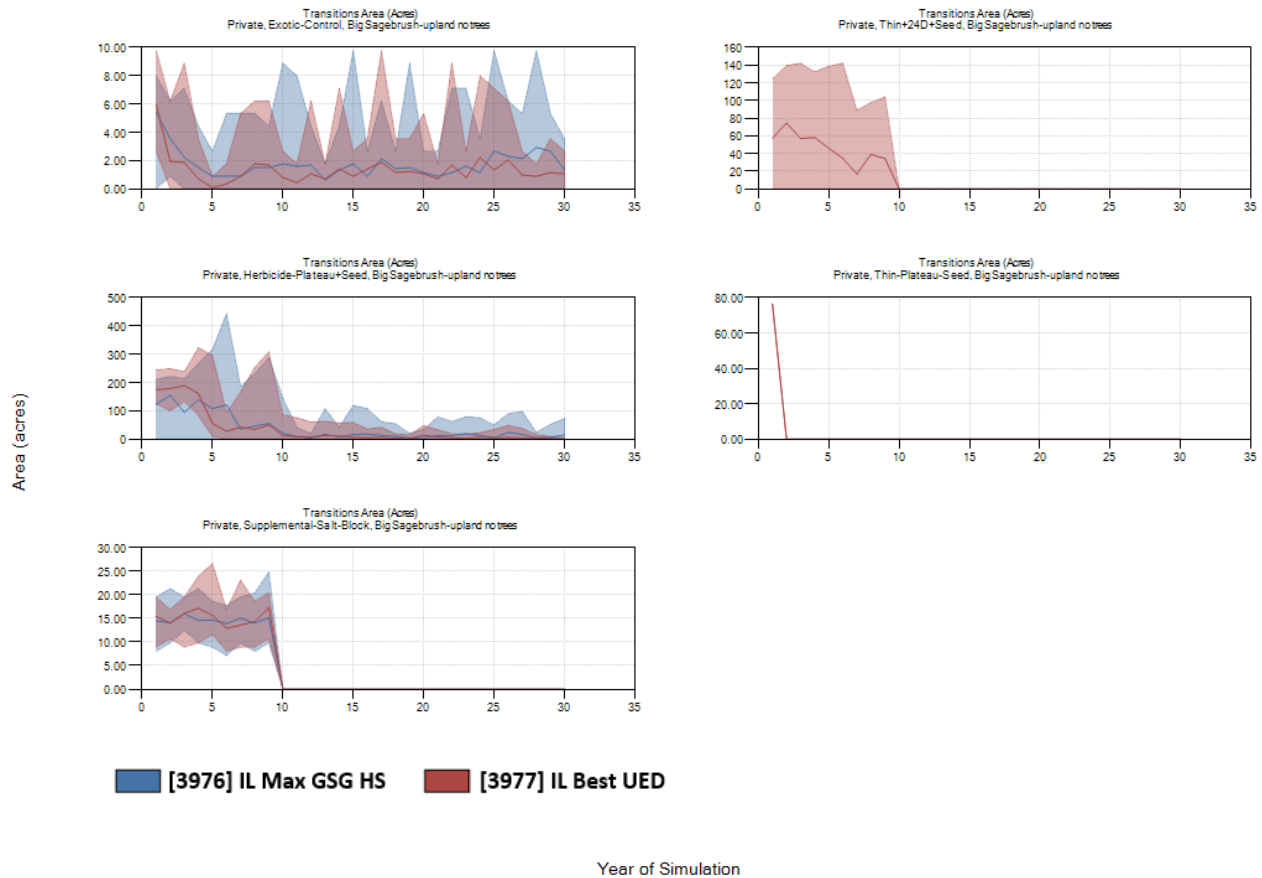 Transitions Area (Acres)
Private, Exotic-Control, Big Sagebrush-upland no trees
10.00
8.00
6.00
4.00
2.00
0.00
0 5 10 15 20 25 30 35
Transitions Area (Acres)
Private, Thin+24D+Seed, Big Sagebrush-upland no trees
160
140
120
100
80
60
40
20
0
0 5 10 15 20 25 30 35
Transitions Area (Acres)
Private, Herbicide-Plateau+Seed, Big Sagebrush-upland no trees
500
400
300
200
100
0
0 5 10 15 20 25 30 35
Transitions Area (Acres)
Private, Thin-Plateau-Seed, Big Sagebrush-upland no trees
80.00
60.00
40.00
20.00
0.00
0 5 10 15 20 25 30 35
Area (acres)
Transitions Area (Acres)
Private, Supplemental-Salt-Block, Big Sagebrush-upland no trees
30.00
25.00
20.00
15.00
10.00
5.00
0.00
0 5 10 15 20 25 30 35
[3976] IL Max GSG HS [3977] IL Best UED
Year of Simulation